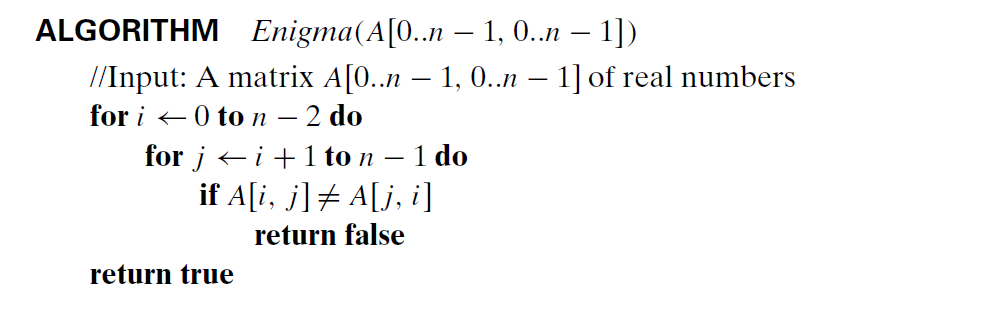 ALGORITHM Enigma(A[0..n − 1, 0..n − 1])
//Input: A matrix A[0..n − 1, 0..n − 1] of real numbers
for i ← 0 to n − 2 do
for j ← i + 1 to n − 1 do
if A[i, j] ≠ A[j, i]
return false
return true